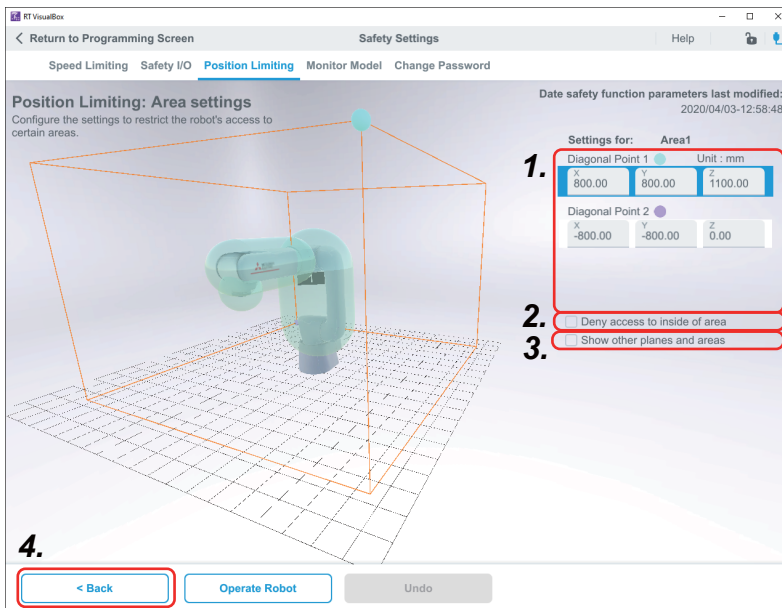 RT VisualBox
Return to Programming Screen
Safety Settings
Help
Speed Limiting Safety I/O Position Limiting Monitor Model Change Password
Position Limiting: Area settings
Configure the settings to restrict the robot's access to
certain areas.
Date safety function parameters last modified:
2020/04/03-12:58:48
Settings for: Area1
1.
Diagonal Point 1 Unit : mm
X Y Z
800.00 800.00 1100.00
Diagonal Point 2
X Y Z
-800.00 -800.00 0.00
2.
Deny access to inside of area
3.
Show other planes and areas
4.
< Back Operate Robot Undo